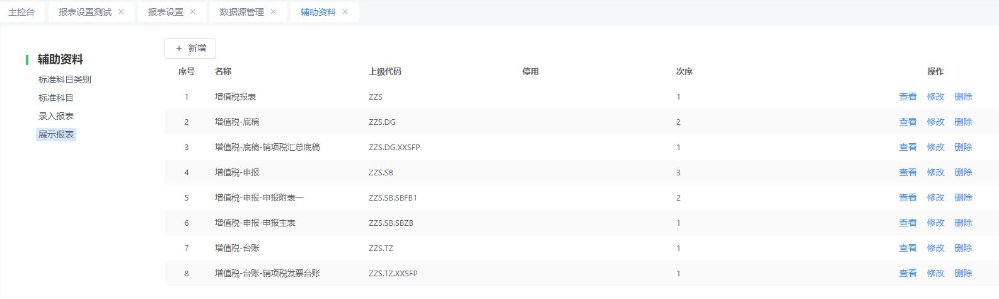 主控台 报表设置测试 × 报表设置 × 数据源管理 × 辅助资料 ×
辅助资料
标准科目类别
标准科目
录入报表
展示报表
+ 新增
序号 名称 上级代码 停用 次序 操作
1 增值税报表 ZZS 1 查看 修改 删除
2 增值税-底稿 ZZS.DG 2 查看 修改 删除
3 增值税-底稿-销项税汇总底稿 ZZS.DG.XXSFP 1 查看 修改 删除
4 增值税-申报 ZZS.SB 3 查看 修改 删除
5 增值税-申报-申报附表一 ZZS.SB.SBFB1 2 查看 修改 删除
6 增值税-申报-申报主表 ZZS.SB.SBZB 1 查看 修改 删除
7 增值税-台账 ZZS.TZ 1 查看 修改 删除
8 增值税-台账-销项税发票台账 ZZS.TZ.XXSFP 1 查看 修改 删除